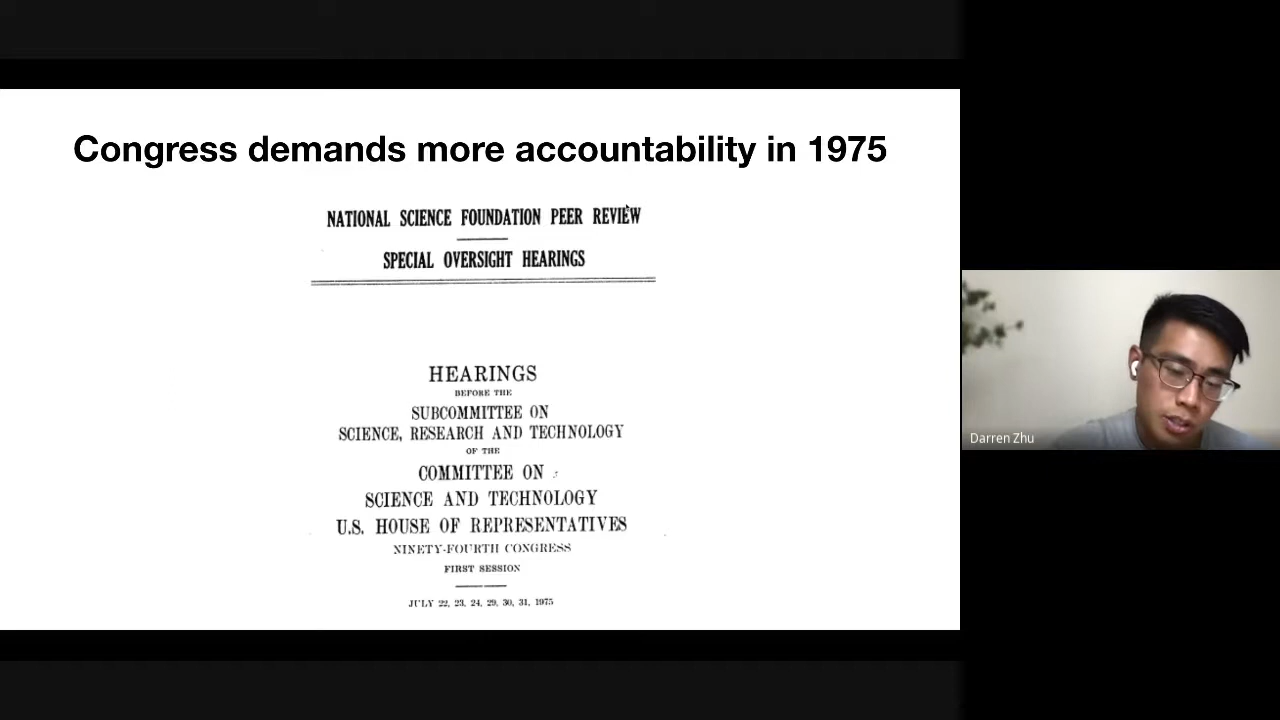 Congress demands more accountability in 1975
NATIONAL SCIENCE FOUNDATION PEER REVIEW
SPECIAL OVERSIGHT HEARINGS
HEARINGS
BEFORE THE
SUBCOMMITTEE ON
SCIENCE, RESEARCH AND TECHNOLOGY
OF THE
COMMITTEE ON
SCIENCE AND TECHNOLOGY
U.S. HOUSE OF REPRESENTATIVES
NINETY-FOURTH CONGRESS
FIRST SESSION
JULY 22, 23, 24, 29, 30, 31, 1975
Darren Zhu